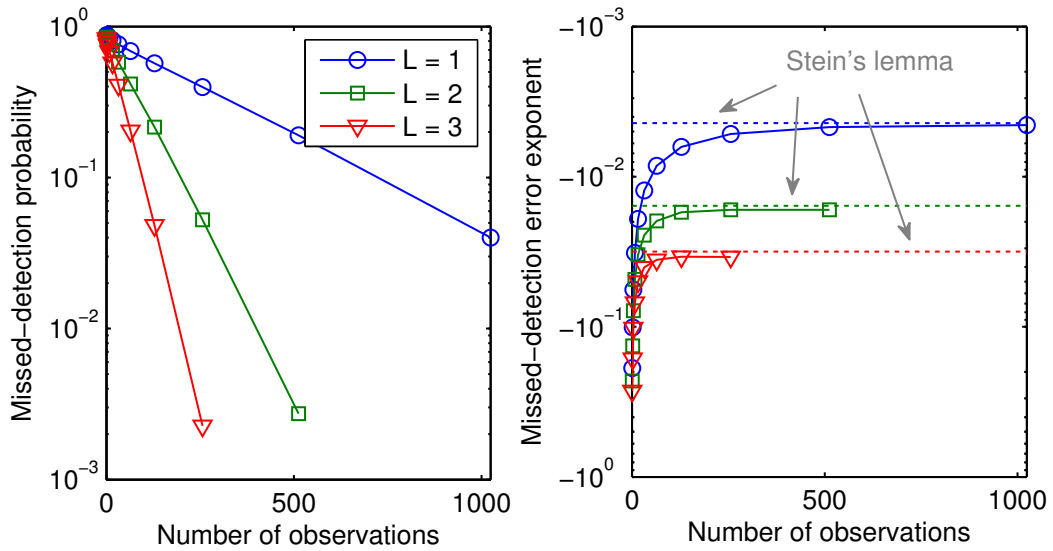 Missed−detection probability
10^0
10^−1
10^−2
10^−3
0
500
1000
Number of observations
L = 1
L = 2
L = 3
Missed−detection error exponent
−10^−3
−10^−2
−10^−1
−10^0
0
500
1000
Number of observations
Stein's lemma